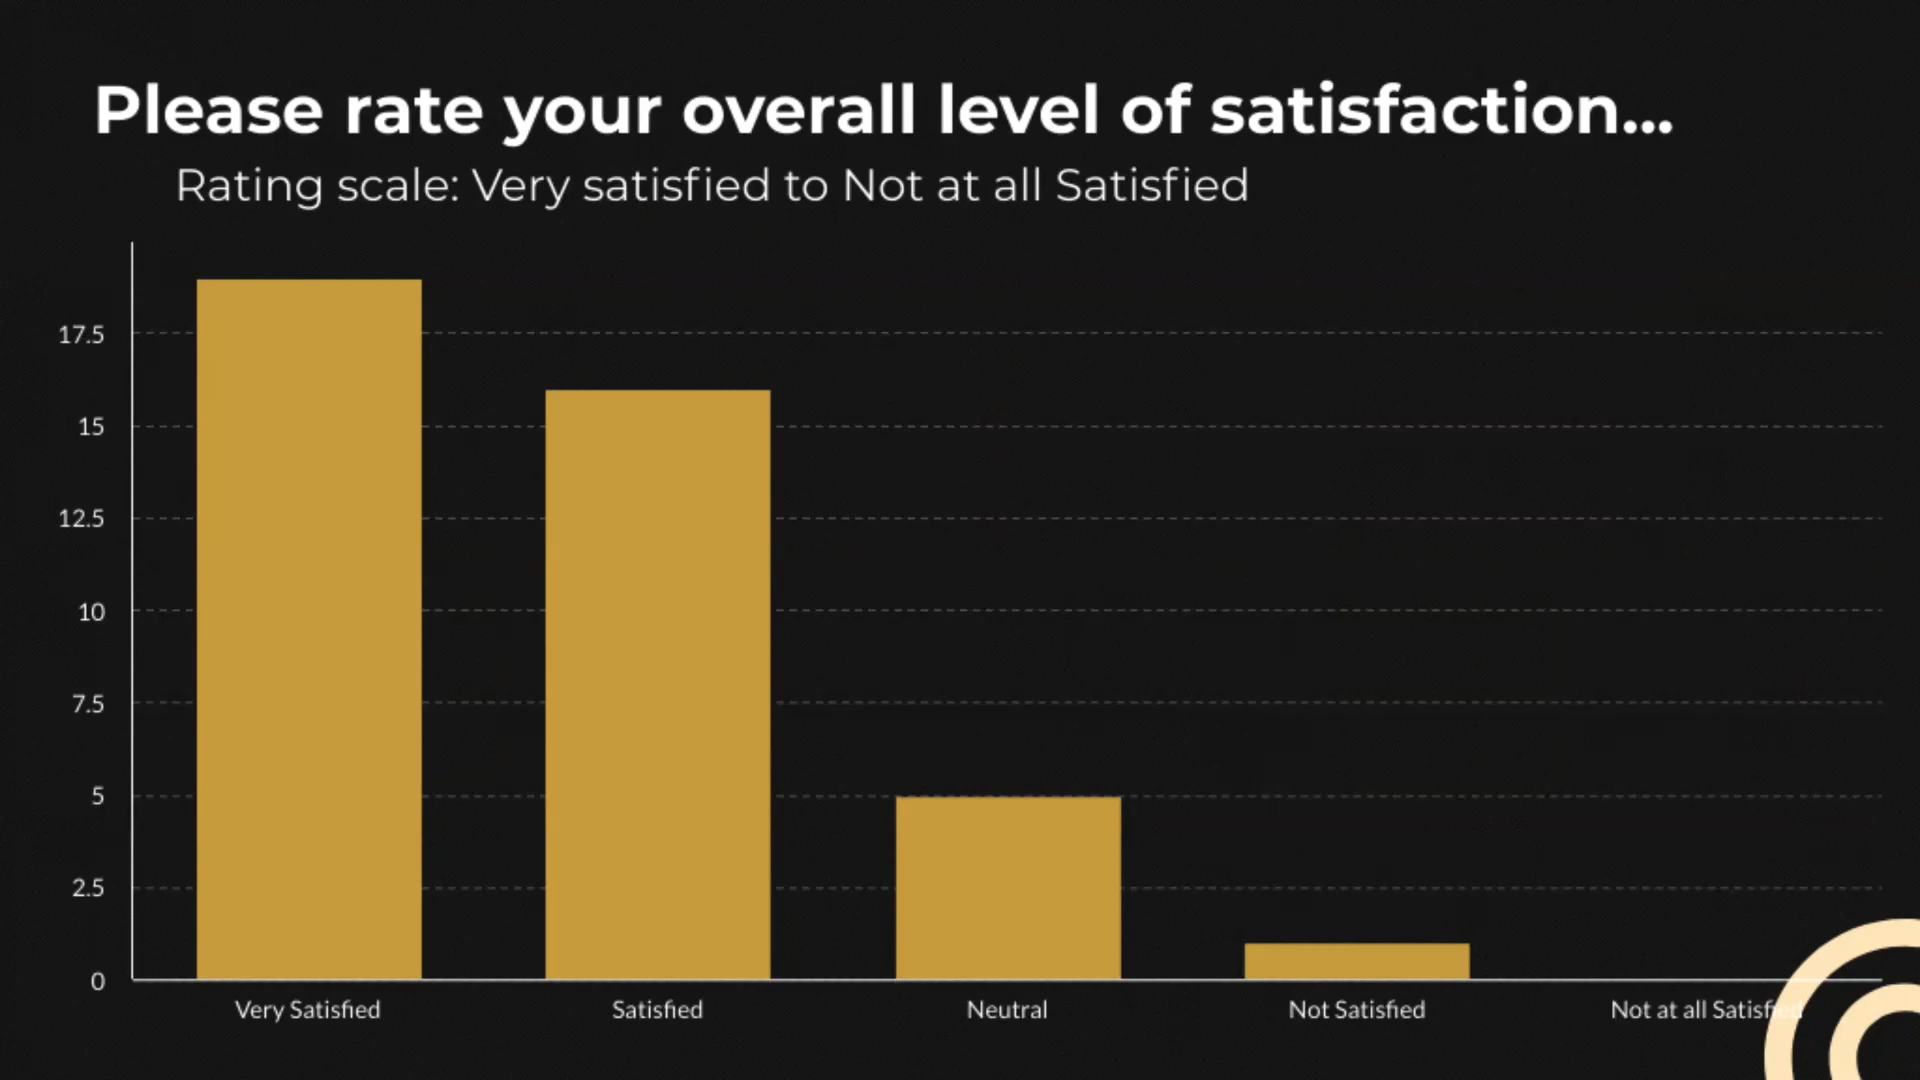 Please rate your overall level of satisfaction...
Rating scale: Very satisfied to Not at all Satisfied
17.5
15
12.5
10
7.5
5
2.5
0
Very Satisfied
Satisfied
Neutral
Not Satisfied
Not at all Satisfied